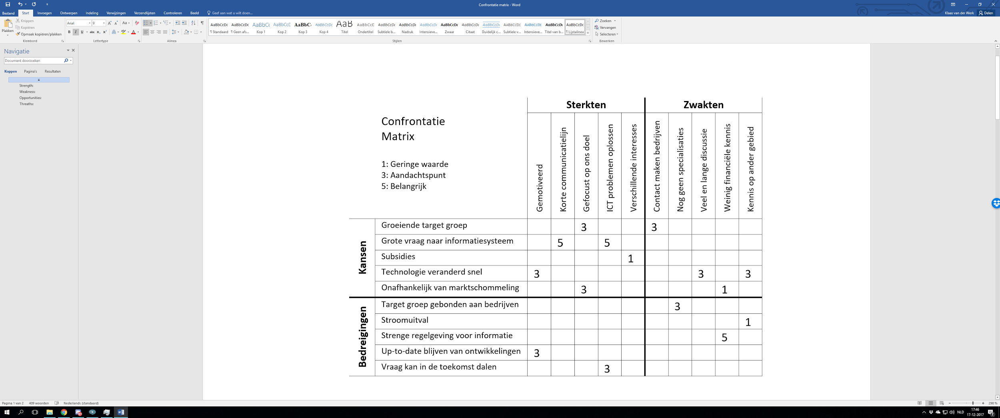 Confrontatie matrix - Word
Bestand Start Invoegen Ontwerpen Indeling Verwijzingen Verzendlijsten Controleren Beeld Geef aan wat u wilt doen... Klaas van der Werk Delen
Plakken
Knippen
Kopiëren
Opmaak kopiëren/plakken
Klembord
Arial 9
Lettertype
Alinea
AaBbCcDc AaBbCcDc AaBbC AaBbCcD AaBbC AaBbCcDc AaB AaBbCcD AaBbCcDc AaBbCcDc AaBbCcDc AaBbCcDc AaBbCcDc AaBbCcDc AaBbCcDc AaBbCcDc AaBbCcDc AaBbCcDc
¶ Standaard ¶ Geen afs... Kop 1 Kop 2 Kop 3 Kop 4 Titel Ondertitel Subtiele b... Nadruk Intensieve... Zwaar Citaat Duidelijk c... Subtiele v... Intensieve... Titel van b... ¶ Lijstalinea
Stijlen
Zoeken
Vervangen
Selecteren
Bewerken
Navigatie
Document doorzoeken
Koppen Pagina's Resultaten
Strength:
Weakness:
Opportunities:
Threaths:
Confrontatie
Matrix
1: Geringe waarde
3: Aandachtspunt
5: Belangrijk
Sterkten Zwakten
Gemotiveerd
Korte communicatielijn
Gefocust op ons doel
ICT problemen oplossen
Verschillende interesses
Contact maken bedrijven
Nog geen specialisaties
Veel en lange discussie
Weinig financiële kennis
Kennis op ander gebied
Kansen
Groeiende target groep 3 3
Grote vraag naar informatiesysteem 5 5
Subsidies 1
Technologie veranderd snel 3 3 3
Onafhankelijk van marktschommeling 3 1
Bedreigingen
Target groep gebonden aan bedrijven 3
Stroomuitval 1
Strenge regelgeving voor informatie 5
Up-to-date blijven van ontwikkelingen 3
Vraag kan in de toekomst dalen 3
Pagina 1 van 2 409 woorden Nederlands (standaard) 290 %
NLD 17:46
17-12-2017